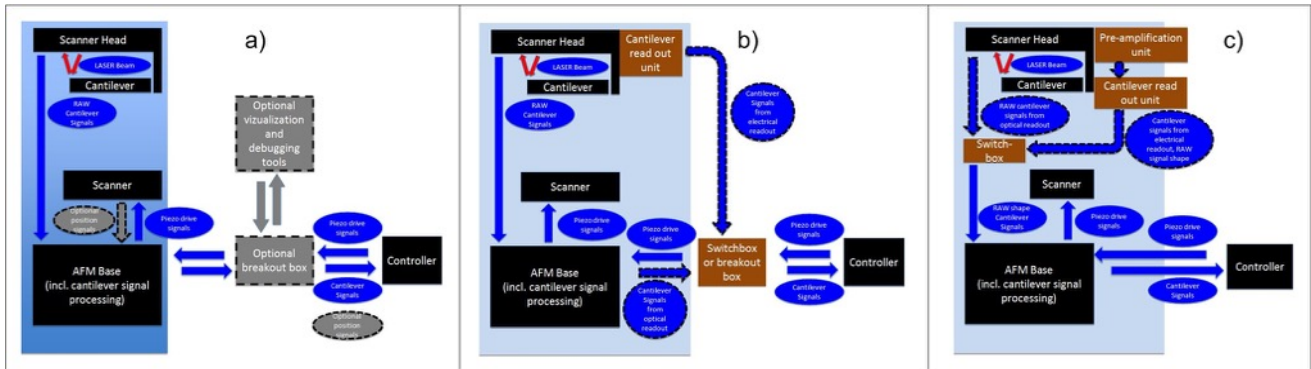 a)
Scanner Head
LASER Beam
Cantilever
RAW
Cantilever
Signals
Optional
vizualization
and
debugging
tools
Scanner
Optional
position
signals
Piezo drive
signals
AFM Base
(incl. cantilever signal
processing)
Optional
breakout box
Piezo drive
signals
Controller
Cantilever
Signals
Optional
position
signals
b)
Scanner Head
Cantilever
read out
unit
LASER Beam
Cantilever
RAW
Cantilever
Signals
Cantilever
Signals from
electrical
readout
Scanner
Piezo drive
signals
Piezo drive
signals
AFM Base
(incl. cantilever signal
processing)
Cantilever
Signals
from
optical
readout
Switchbox
or breakout
box
Piezo drive
signals
Controller
Cantilever
Signals
c)
Scanner Head
Pre-amplification
unit
LASER Beam
Cantilever
Cantilever read
out unit
RAW cantilever
signals from
optical readout
Cantilever
signals from
electrical
readout, RAW
signal shape
Switch-
box
Scanner
RAW shape
Cantilever
Signals
Piezo drive
signals
Piezo drive
signals
AFM Base
(incl. cantilever signal
processing)
Controller
Cantilever
Signals